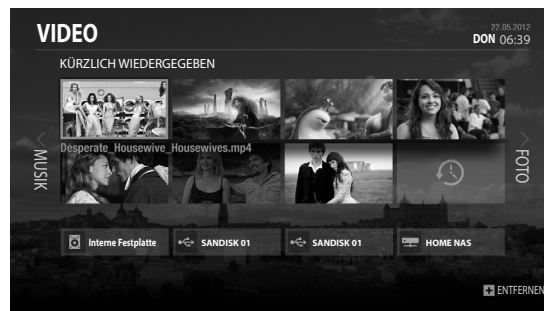 VIDEO
22.05.2012
DON 06:39
KÜRZLICH WIEDERGEGEBEN
Desperate_Housewive_Housewives.mp4
MUSIK
FOTO
Interne Festplatte
SANDISK 01
SANDISK 01
HOME NAS
ENTFERNEN